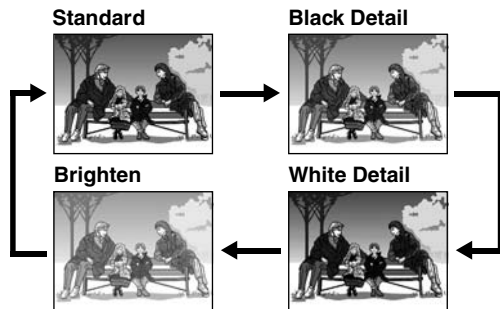 Standard
Black Detail
Brighten
White Detail